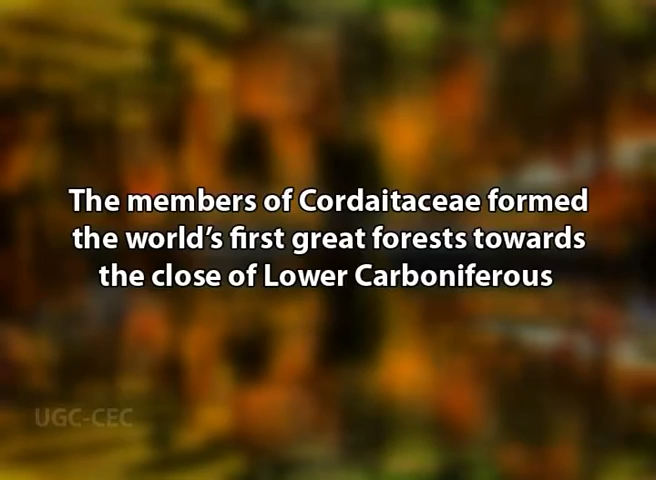 The members of Cordaitaceae formed
the world’s first great forests towards
the close of Lower Carboniferous
UGC-CEC